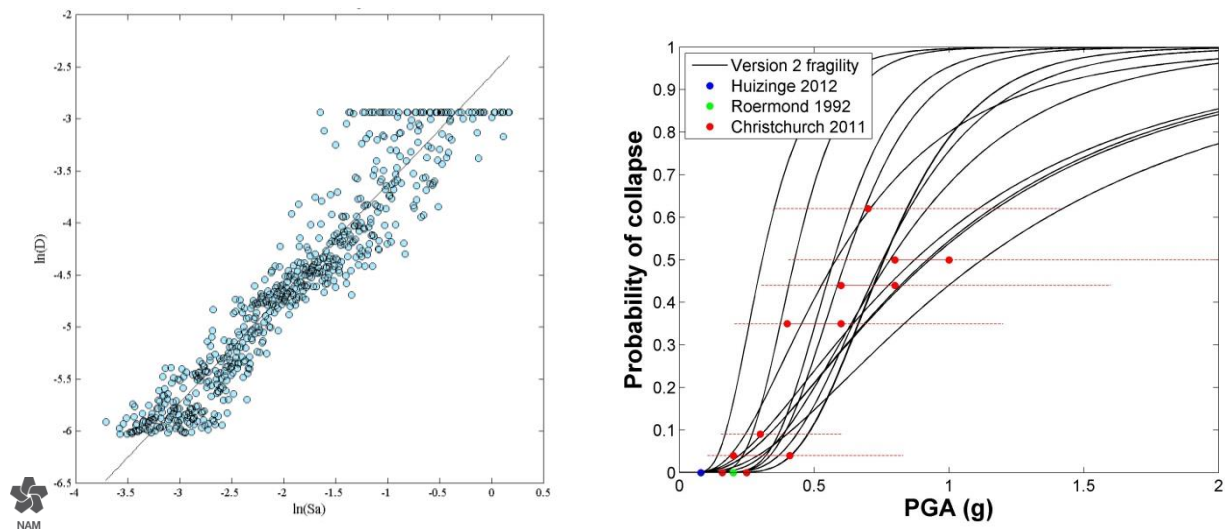 -2
-2.5
-3
-3.5
-4
-4.5
-5
-5.5
-6
-6.5
ln(D)
-4 -3.5 -3 -2.5 -2 -1.5 -1 -0.5 0 0.5
ln(Sa)
NAM
1
0.9
0.8
0.7
0.6
0.5
0.4
0.3
0.2
0.1
0
Probability of collapse
Version 2 fragility
Huizinge 2012
Roermond 1992
Christchurch 2011
0 0.5 1 1.5 2
PGA (g)